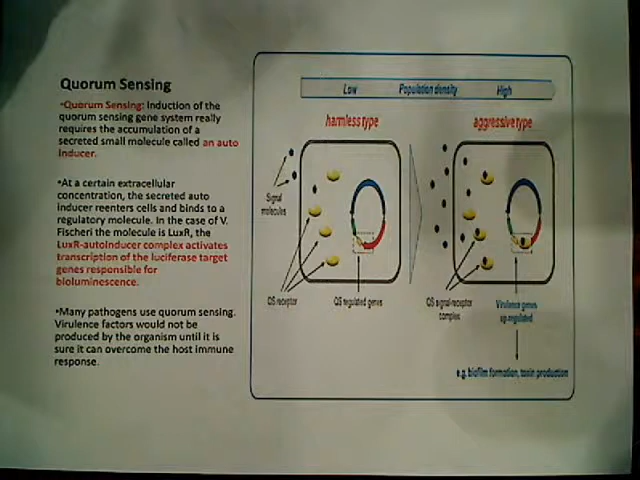 Quorum Sensing
•Quorum Sensing: Induction of the
quorum sensing gene system really
requires the accumulation of a
secreted small molecule called an auto
inducer.
•At a certain extracellular
concentration, the secreted auto
inducer reenters cells and binds to a
regulatory molecule. In the case of V.
Fischeri the molecule is LuxR, the
LuxR-autoinducer complex activates
transcription of the luciferase target
genes responsible for
bioluminescence.
•Many pathogens use quorum sensing.
Virulence factors would not be
produced by the organism until it is
sure it can overcome the host immune
response.
Low Population density High
harmless type
aggressive type
Signal
molecules
QS receptor
QS regulated genes
QS signal-receptor
complex
Virulence genes
up-regulated
e.g. biofilm formation, toxin production